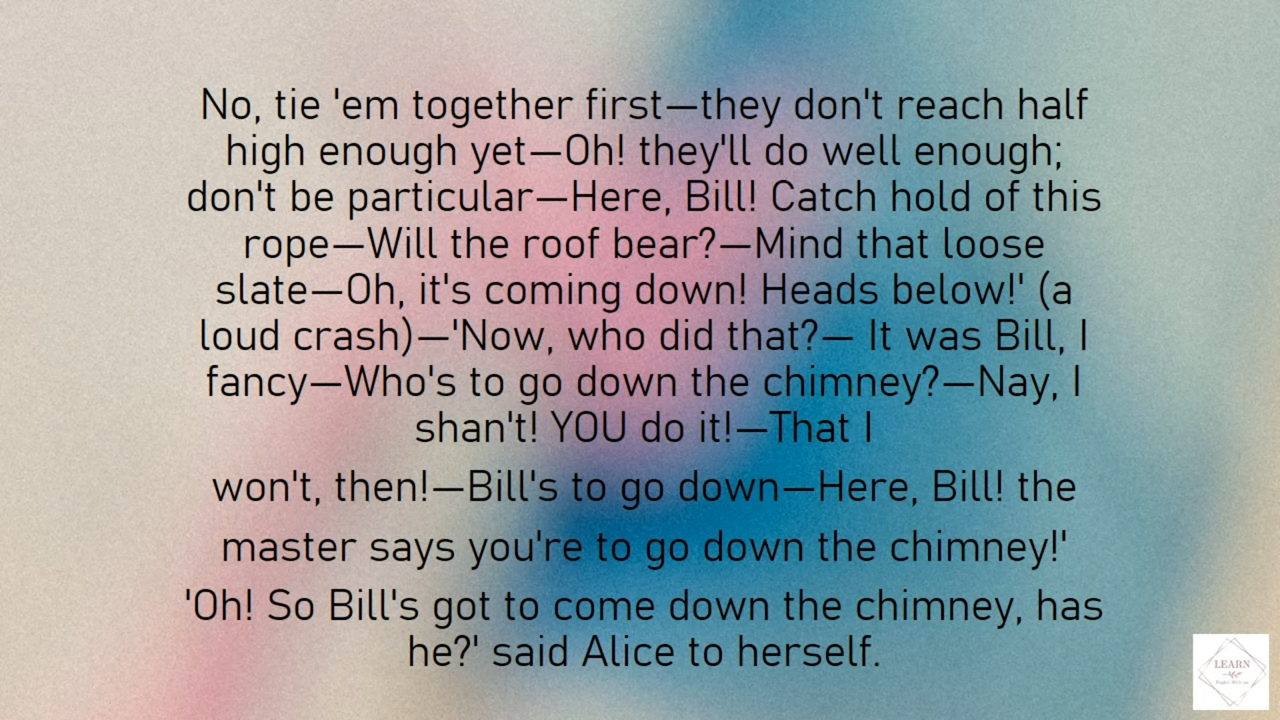 No, tie 'em together first—they don't reach half
high enough yet—Oh! they'll do well enough;
don't be particular—Here, Bill! Catch hold of this
rope—Will the roof bear?—Mind that loose
slate—Oh, it's coming down! Heads below!' (a
loud crash)—'Now, who did that?— It was Bill, I
fancy—Who's to go down the chimney?—Nay, I
shan't! YOU do it!—That I
won't, then!—Bill's to go down—Here, Bill! the
master says you're to go down the chimney!'
'Oh! So Bill's got to come down the chimney, has
he?' said Alice to herself.
LEARN